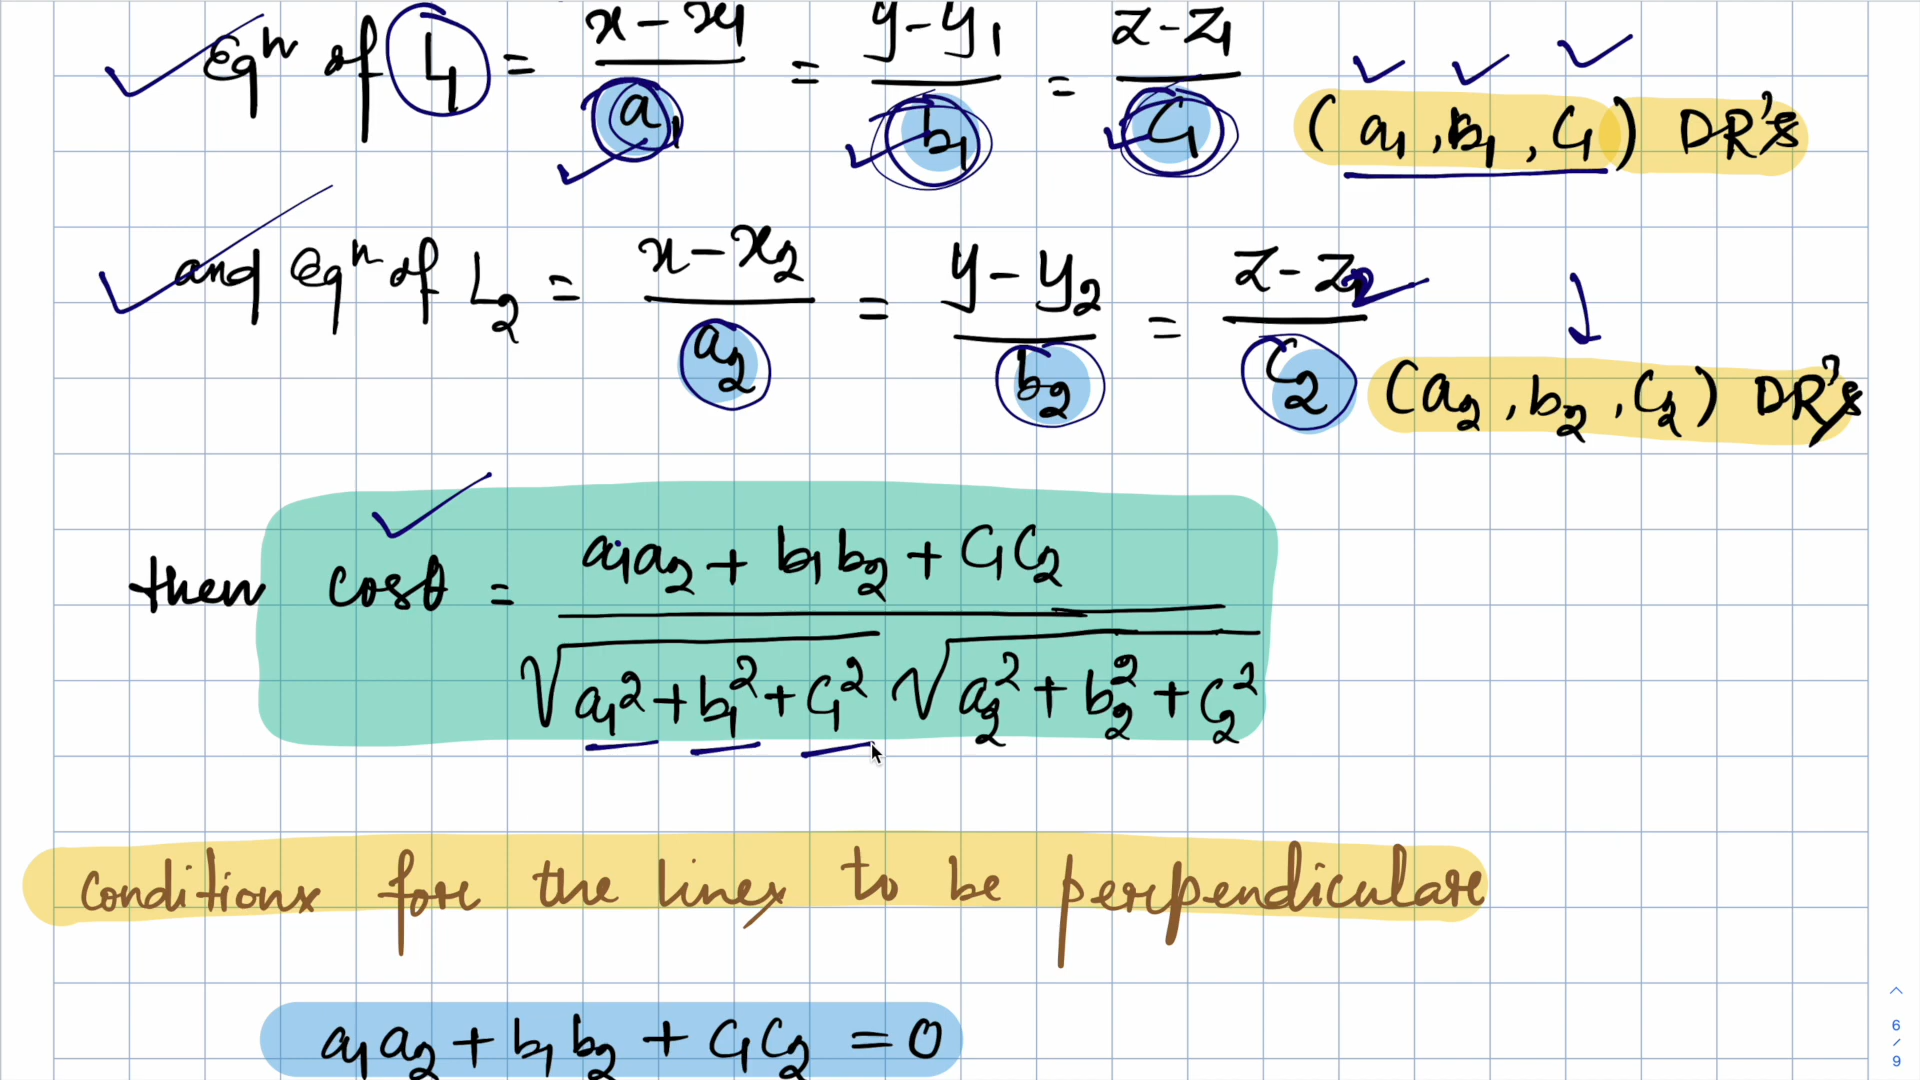 Eqⁿ of L₁ = x-x₁/a₁ = y-y₁/b₁ = z-z₁/c₁ (a₁, b₁, c₁) DR's
and Eqⁿ of L₂ = x-x₂/a₂ = y-y₂/b₂ = z-z₂/c₂ (a₂, b₂, c₂) DR's
then cosθ = a₁a₂ + b₁b₂ + c₁c₂ / √a₁²+b₁²+c₁² √a₂²+b₂²+c₂²
conditions for the lines to be perpendicular
a₁a₂ + b₁b₂ + c₁c₂ = 0
6/9